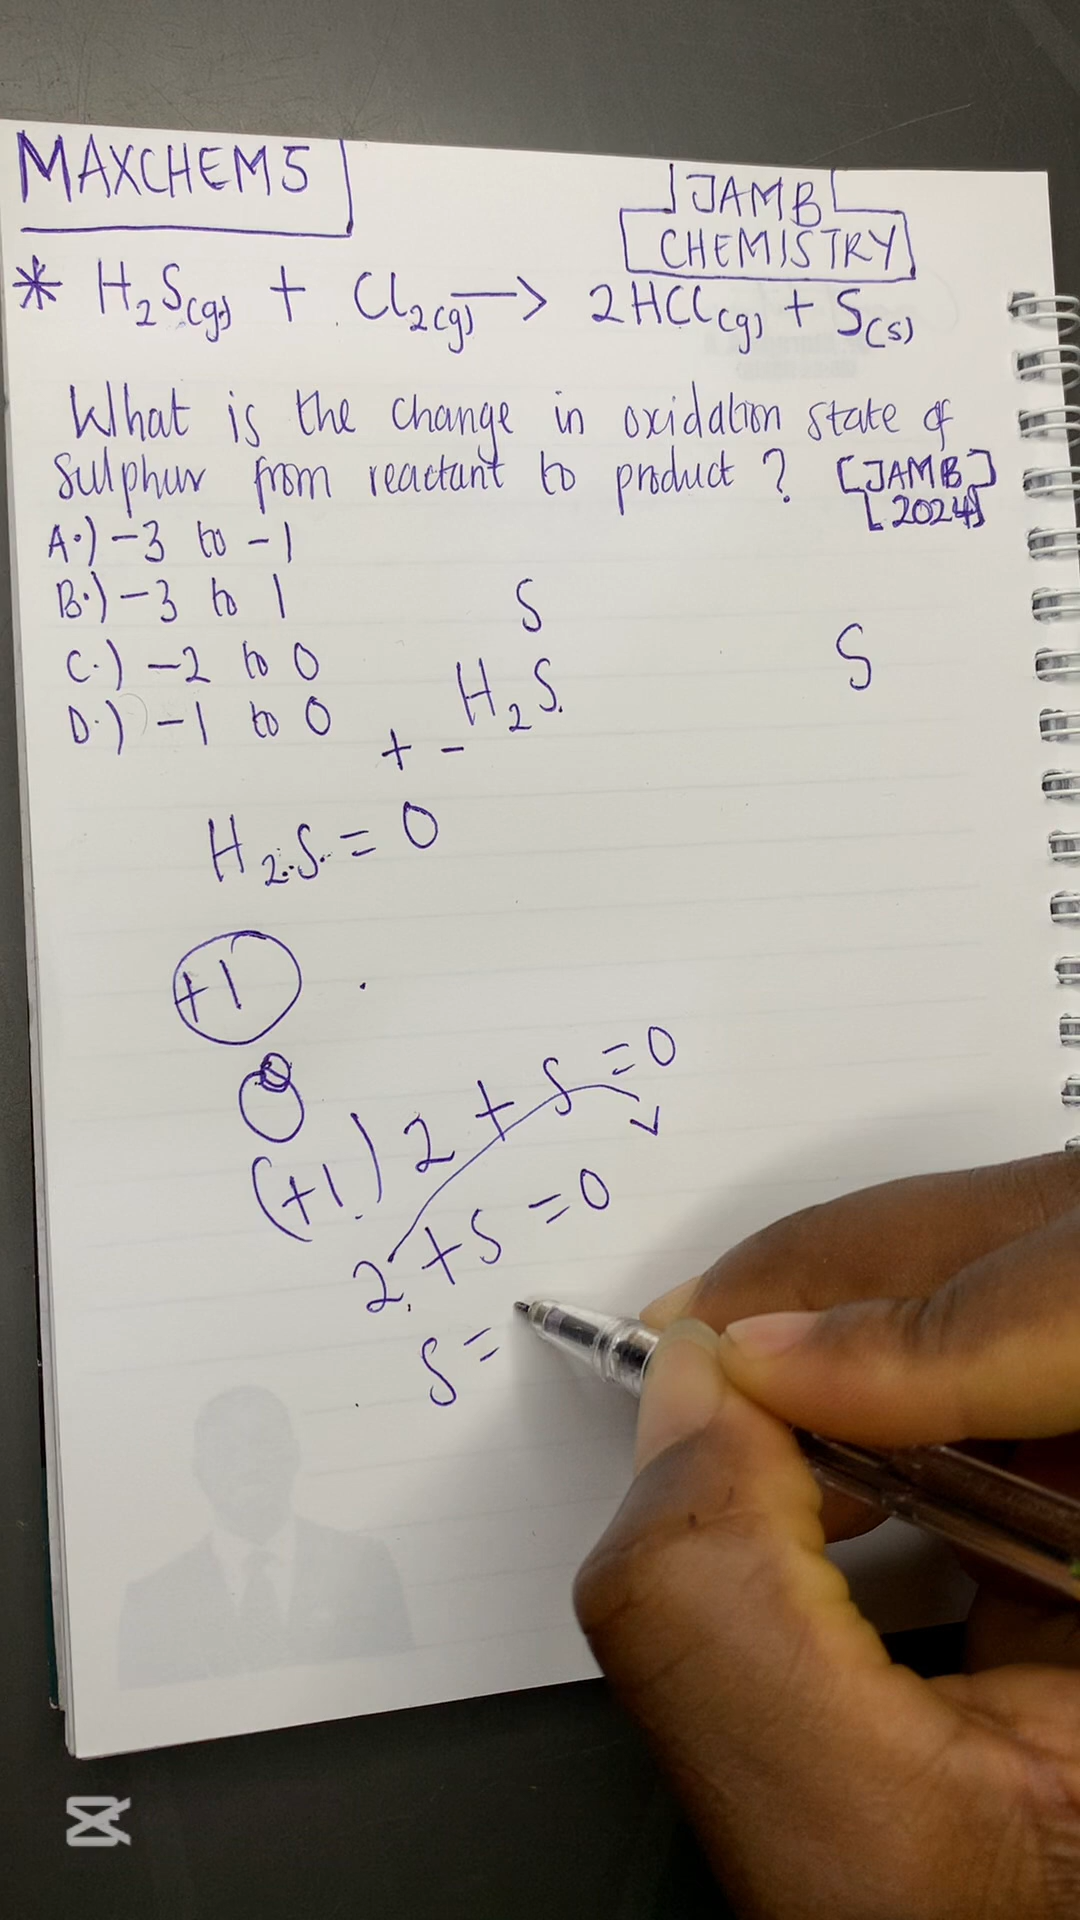 MAXCHEM5
JAMB
CHEMISTRY
* H₂S(g) + Cl₂(g) → 2HCl(g) + S(s)
What is the change in oxidation state of
Sulphur from reactant to product ? [JAMB]
[2024]
A.) -3 to -1
B.) -3 to 1
C.) -2 to 0
D.) -1 to 0
S
H₂S.
S
+ -
H₂S = 0
+1
(+1)2 + S = 0
2 + S = 0
S =